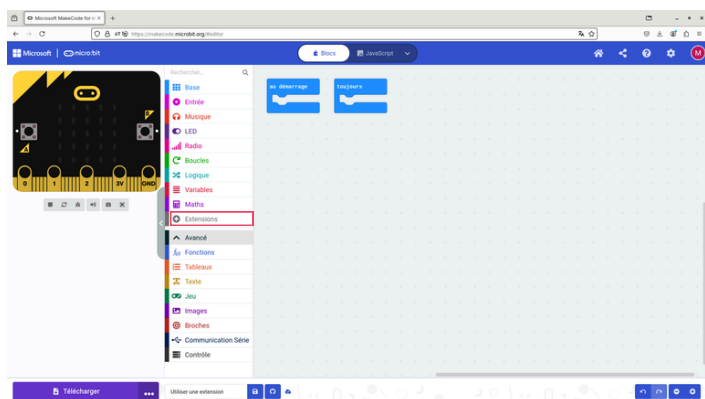 Microsoft MakeCode for m
https://makecode.microbit.org/#editor
Microsoft
micro:bit
Blocs
JavaScript
M
Rechercher...
Base
Entrée
Musique
LED
Radio
Boucles
Logique
Variables
Maths
Extensions
Avancé
Fonctions
Tableaux
Texte
Jeu
Images
Broches
Communication Série
Contrôle
au démarrage
toujours
0
1
2
3V
GND
Télécharger
Utiliser une extension